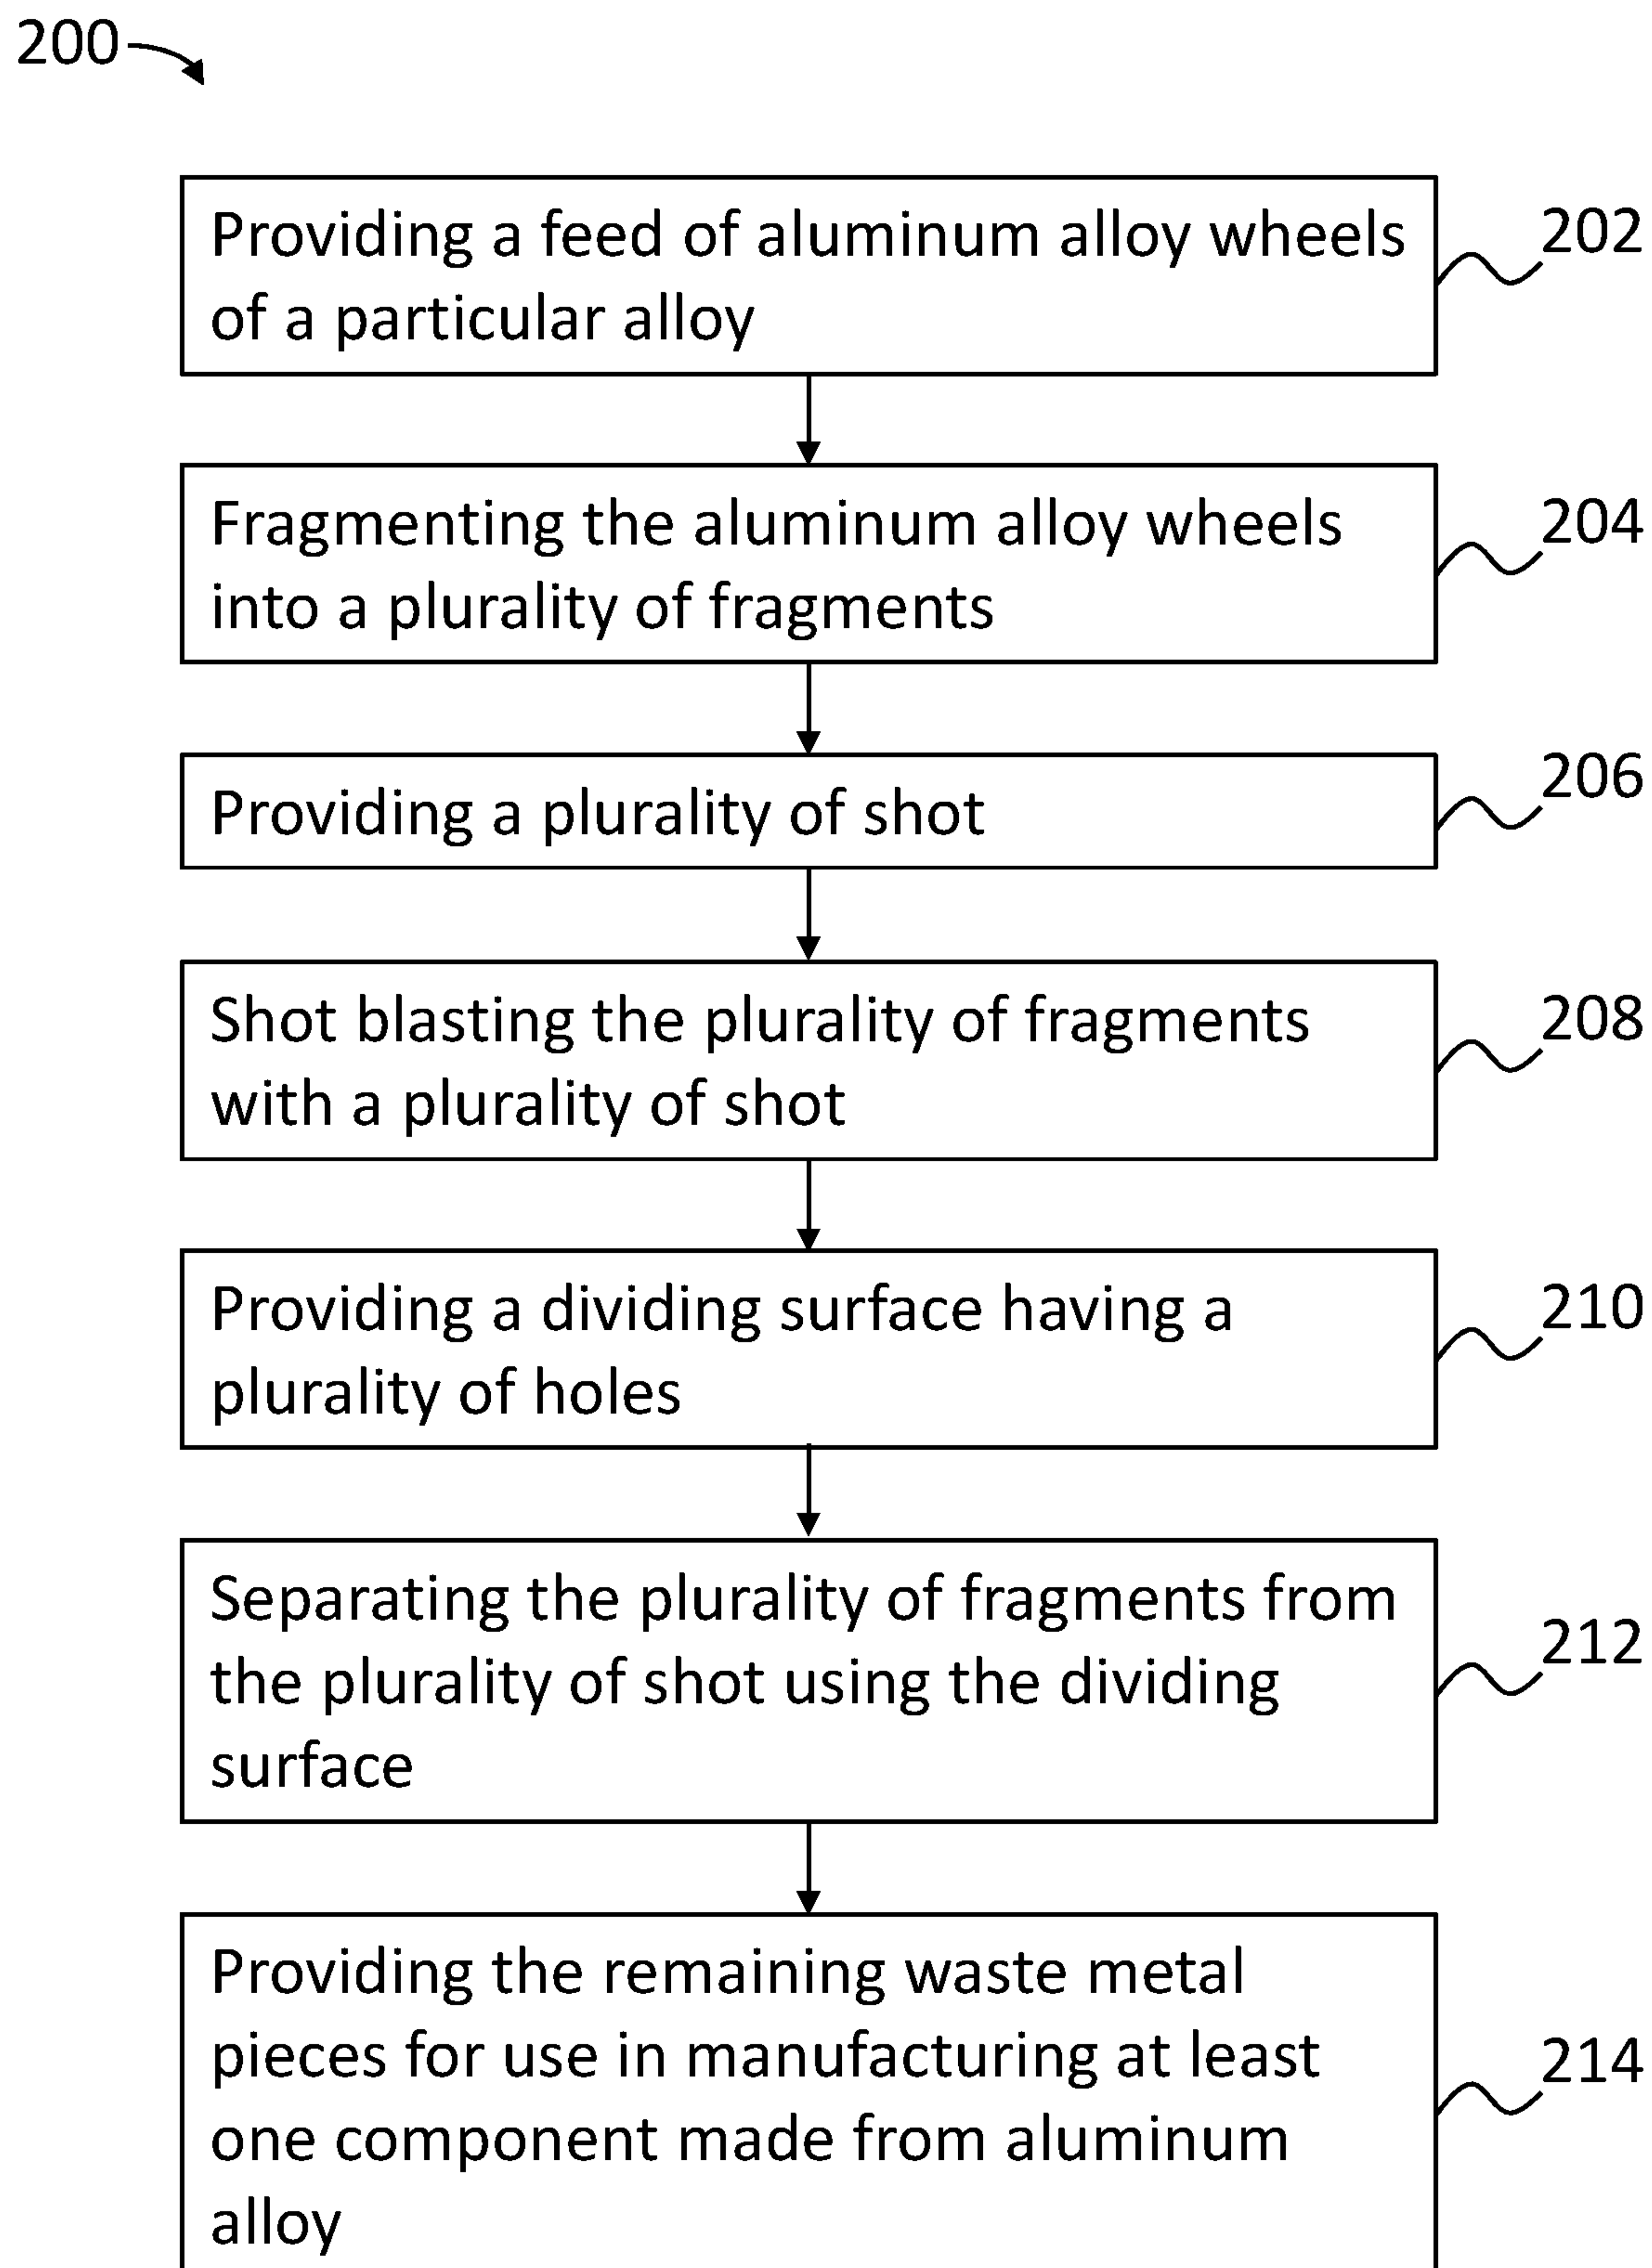 200
Providing a feed of aluminum alloy wheels
of a particular alloy
202
Fragmenting the aluminum alloy wheels
into a plurality of fragments
204
Providing a plurality of shot
206
Shot blasting the plurality of fragments
with a plurality of shot
208
Providing a dividing surface having a
plurality of holes
210
Separating the plurality of fragments from
the plurality of shot using the dividing
surface
212
Providing the remaining waste metal
pieces for use in manufacturing at least
one component made from aluminum
alloy
214